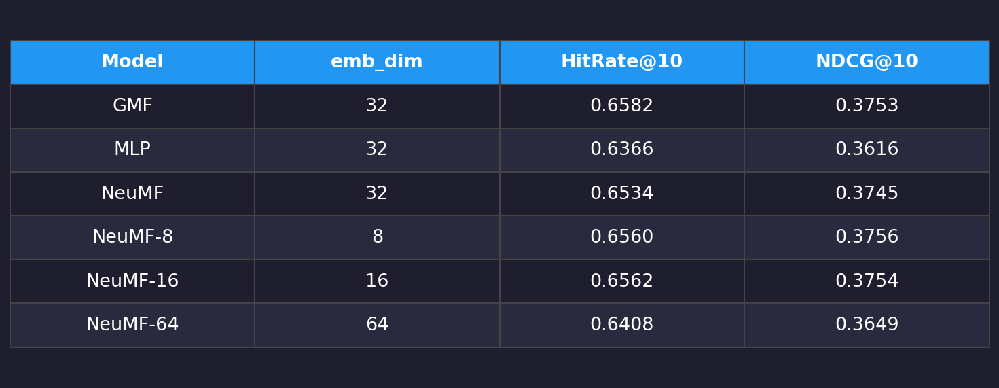 Model emb_dim HitRate@10 NDCG@10
GMF 32 0.6582 0.3753
MLP 32 0.6366 0.3616
NeuMF 32 0.6534 0.3745
NeuMF-8 8 0.6560 0.3756
NeuMF-16 16 0.6562 0.3754
NeuMF-64 64 0.6408 0.3649